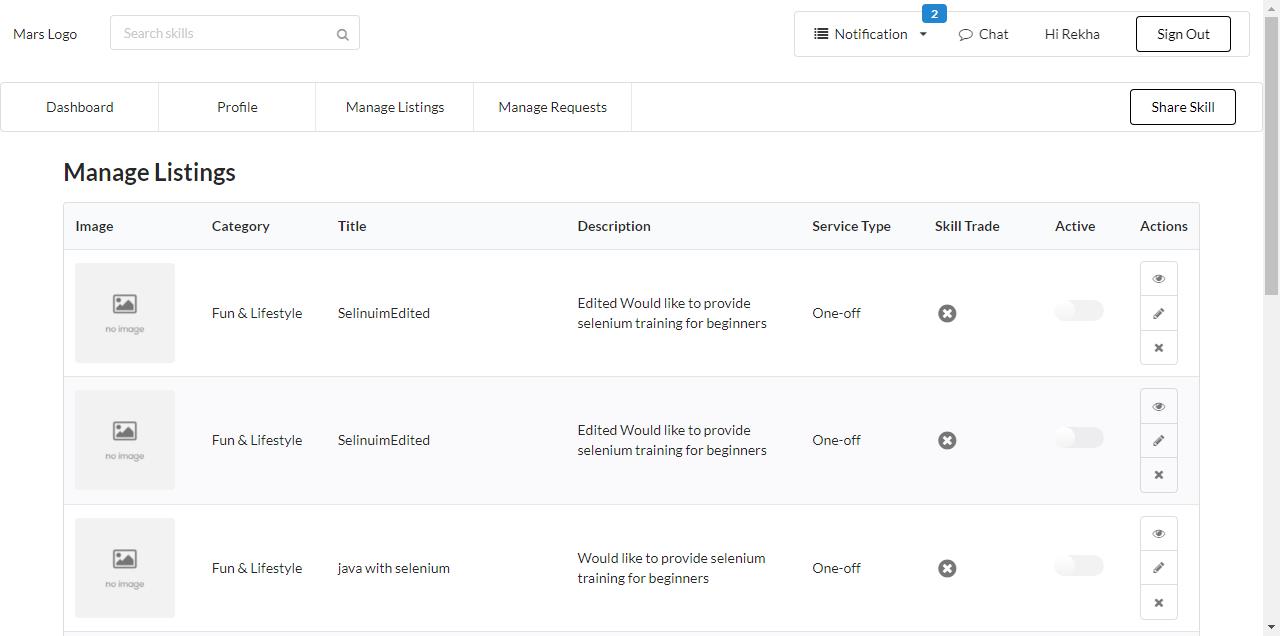 2
Mars Logo Search skills Notification Chat Hi Rekha Sign Out
Dashboard Profile Manage Listings Manage Requests Share Skill
Manage Listings
Image Category Title Description Service Type Skill Trade Active Actions
no image Fun & Lifestyle SelinuimEdited Edited Would like to provide
selenium training for beginners One-off
no image Fun & Lifestyle SelinuimEdited Edited Would like to provide
selenium training for beginners One-off
no image Fun & Lifestyle java with selenium Would like to provide selenium
training for beginners One-off